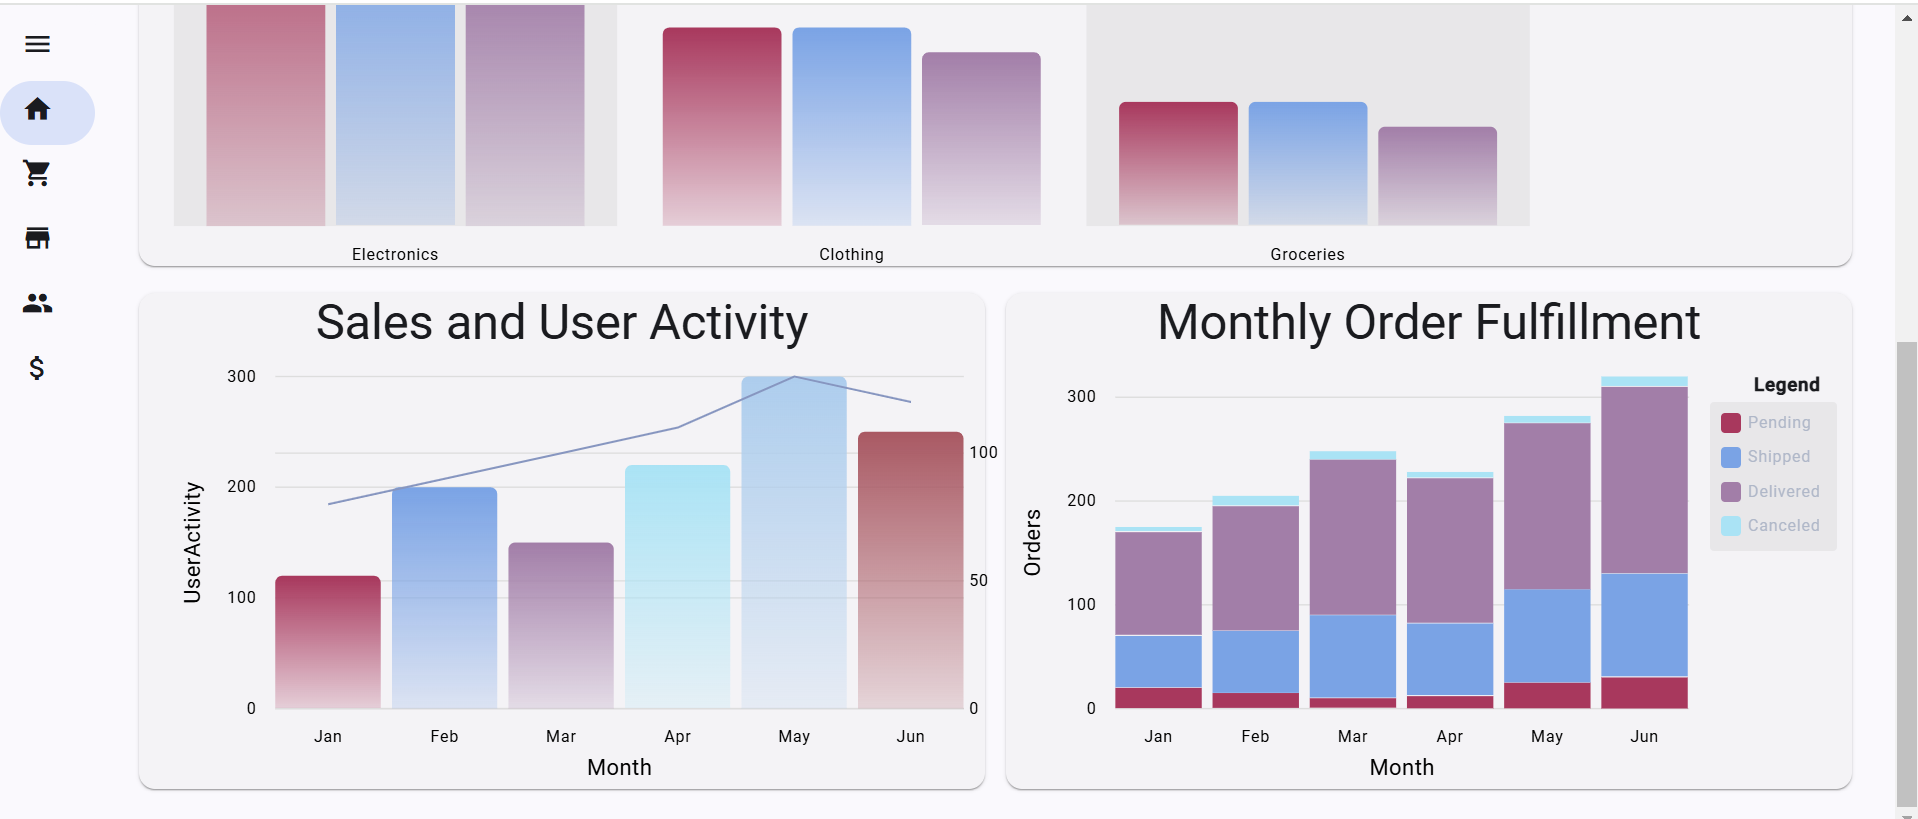 Electronics
Clothing
Groceries
Sales and User Activity
300
200
100
0
UserActivity
100
50
0
Jan
Feb
Mar
Apr
May
Jun
Month
Monthly Order Fulfillment
300
200
100
0
Orders
Jan
Feb
Mar
Apr
May
Jun
Month
Legend
Pending
Shipped
Delivered
Canceled